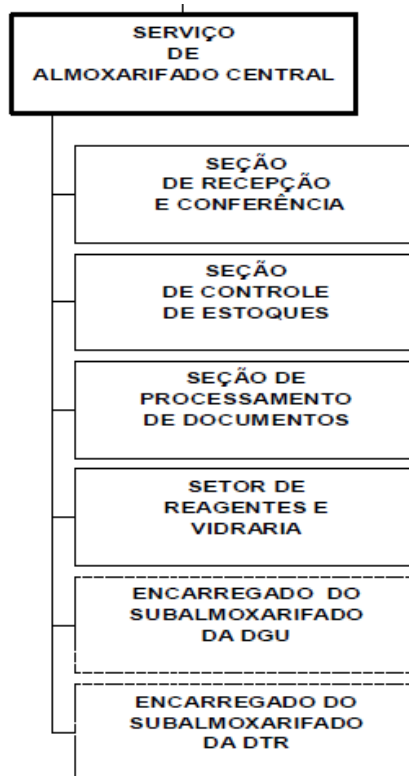 SERVIÇO
DE
ALMOXARIFADO CENTRAL
SEÇÃO
DE RECEPÇÃO
E CONFERÊNCIA
SEÇÃO
DE CONTROLE
DE ESTOQUES
SEÇÃO DE
PROCESSAMENTO
DE DOCUMENTOS
SETOR DE
REAGENTES E
VIDRARIA
ENCARREGADO DO
SUBALMOXARIFADO
DA DGU
ENCARREGADO DO
SUBALMOXARIFADO
DA DTR